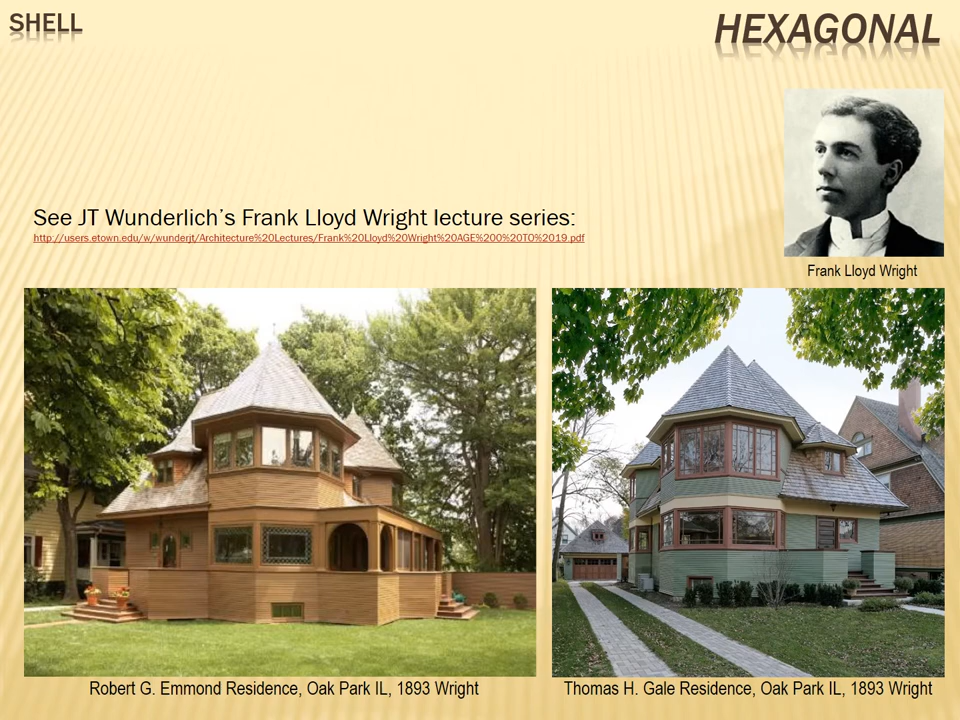 SHELL
HEXAGONAL
See JT Wunderlich's Frank Lloyd Wright lecture series:
http://users.etown.edu/w/wunderjt/Architecture%20Lectures/Frank%20Lloyd%20Wright%20AGE%200%20TO%2019.pdf
Frank Lloyd Wright
Robert G. Emmond Residence, Oak Park IL, 1893 Wright
Thomas H. Gale Residence, Oak Park IL, 1893 Wright